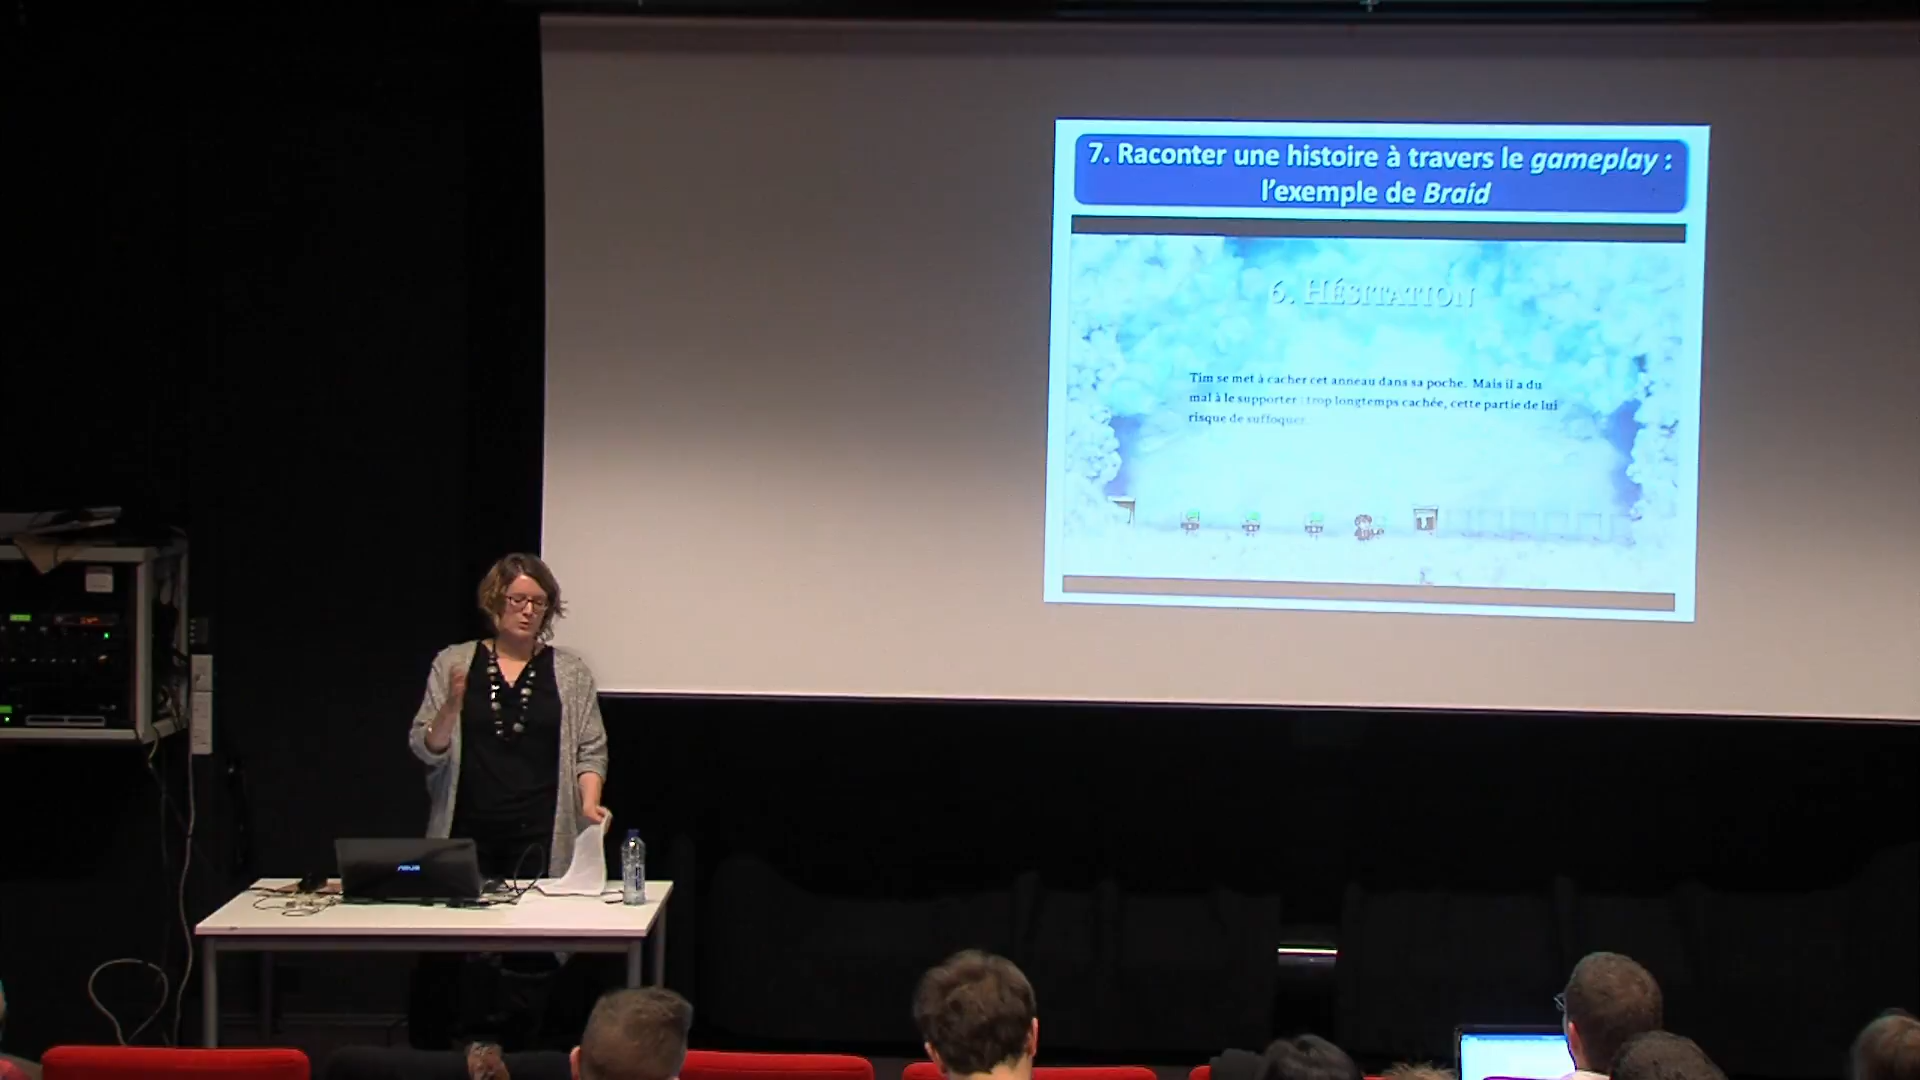 7. Raconter une histoire à travers le gameplay :
l'exemple de Braid
6. HÉSITATION
Tim se met à cacher cet anneau dans sa poche. Mais il a du
mal à le supporter : trop longtemps cachée, cette partie de lui
risque de suffoquer.
ASUS